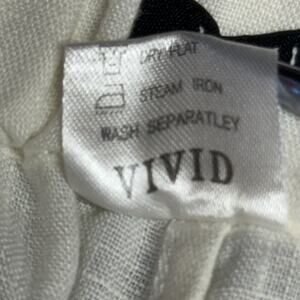 DRY FLAT
STEAM IRON
WASH SEPARATLEY
VIVID